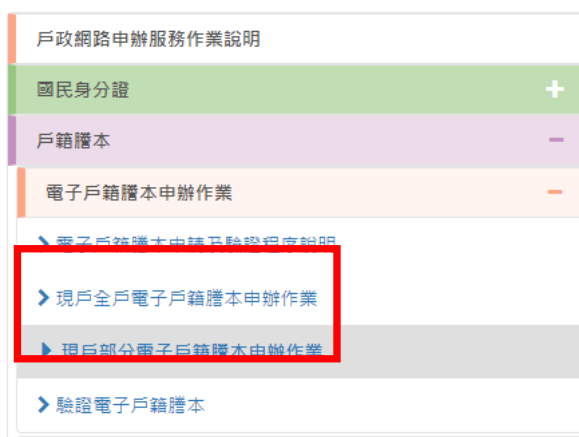 戶政網路申辦服務作業說明
國民身分證
戶籍謄本
電子戶籍謄本申辦作業
電子戶籍謄本申請及驗證程序說明
現戶全戶電子戶籍謄本申辦作業
現戶部分電子戶籍謄本申辦作業
驗證電子戶籍謄本